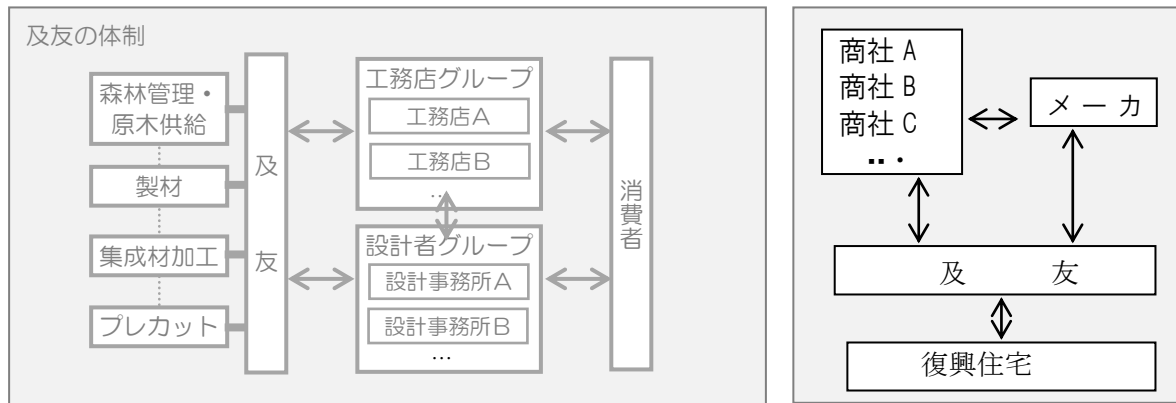 及友の体制
森林管理・
原木供給
製材
集成材加工
プレカット
及
友
工務店グループ
工務店A
工務店B
…
設計者グループ
設計事務所A
設計事務所B
…
消費者
商社 A
商社 B
商社 C
‥・
メーカ
及 友
復興住宅